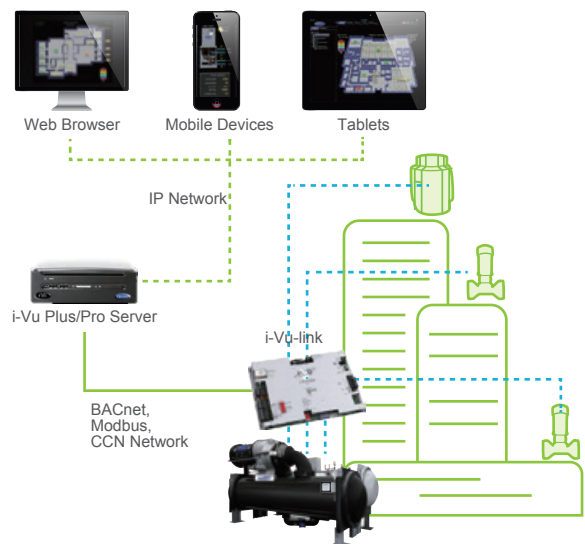 Web Browser
Mobile Devices
Tablets
IP Network
i-Vu Plus/Pro Server
i-Vu-link
BACnet,
Modbus,
CCN Network